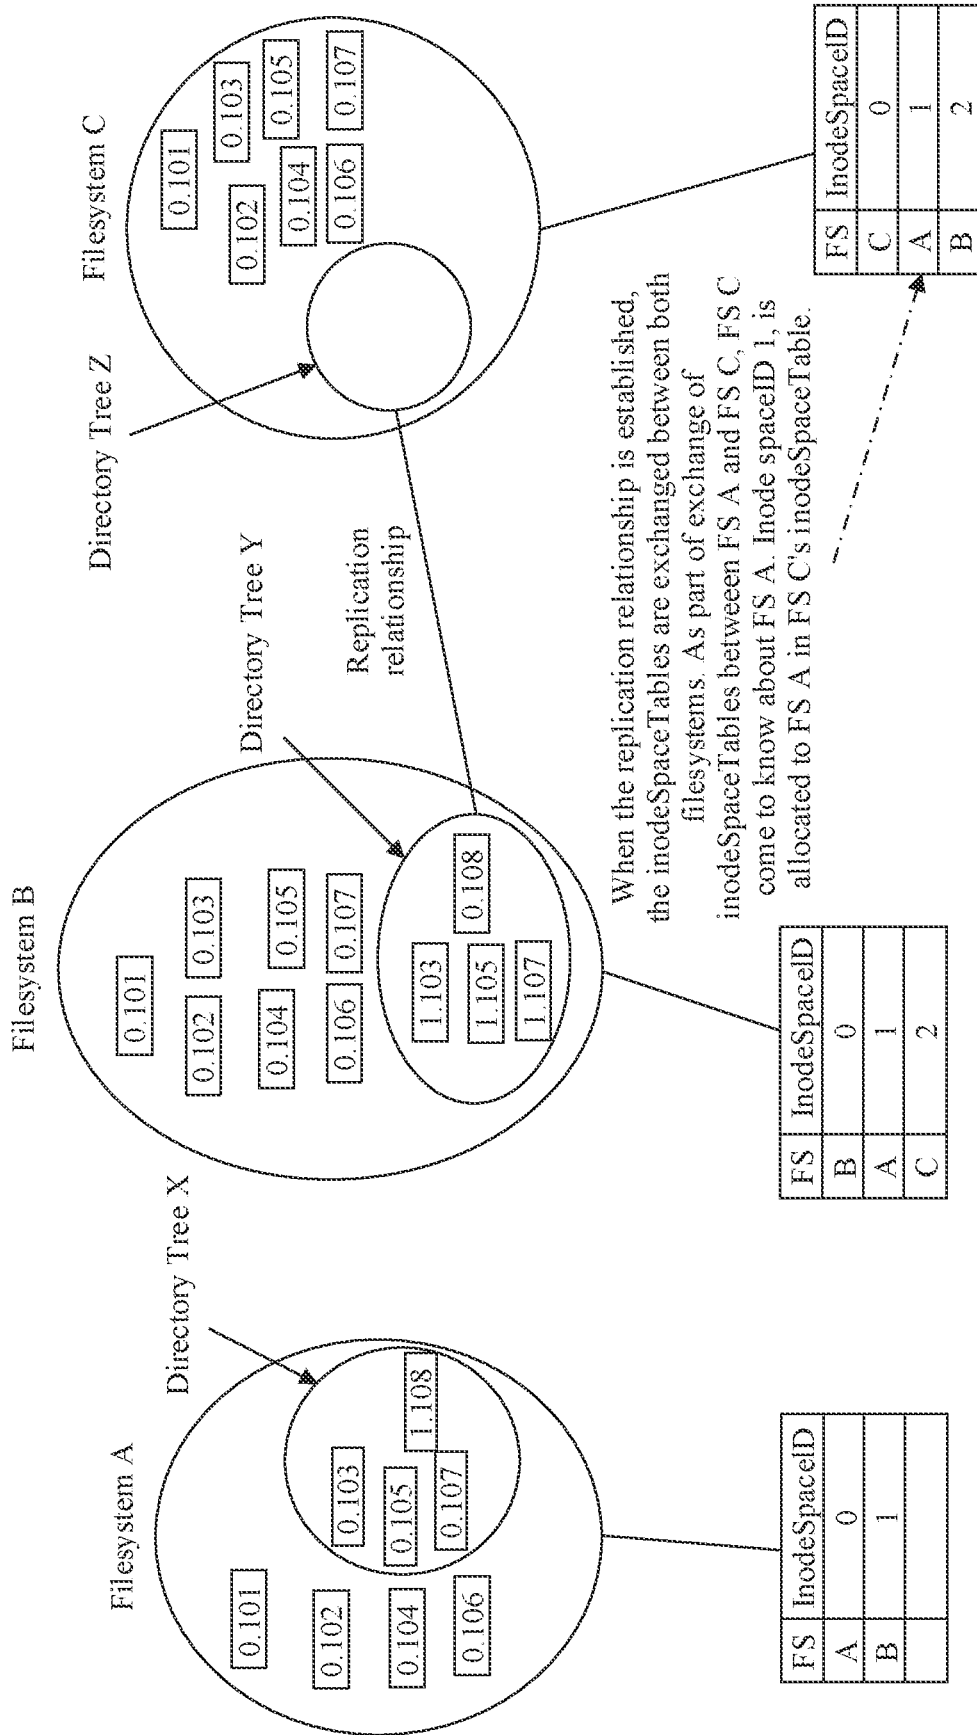 Filesystem A
Directory Tree X
0.101
0.102
0.104
0.106
0.103
0.105
0.107
1.108
FS InodeSpaceID
A 0
B 1
Filesystem B
Directory Tree Y
0.101
0.102
0.103
0.104
0.105
0.106
0.107
1.103
1.105
1.107
0.108
FS InodeSpaceID
B 0
A 1
C 2
Replication
relationship
Filesystem C
Directory Tree Z
0.101
0.102
0.103
0.104
0.105
0.106
0.107
When the replication relationship is established,
the inodeSpaceTables are exchanged between both
filesystems. As part of exchange of
inodeSpaceTables betweeen FS A and FS C, FS C
come to know about FS A. Inode spaceID 1, is
allocated to FS A in FS C's inodeSpaceTable.
FS InodeSpaceID
C 0
A 1
B 2